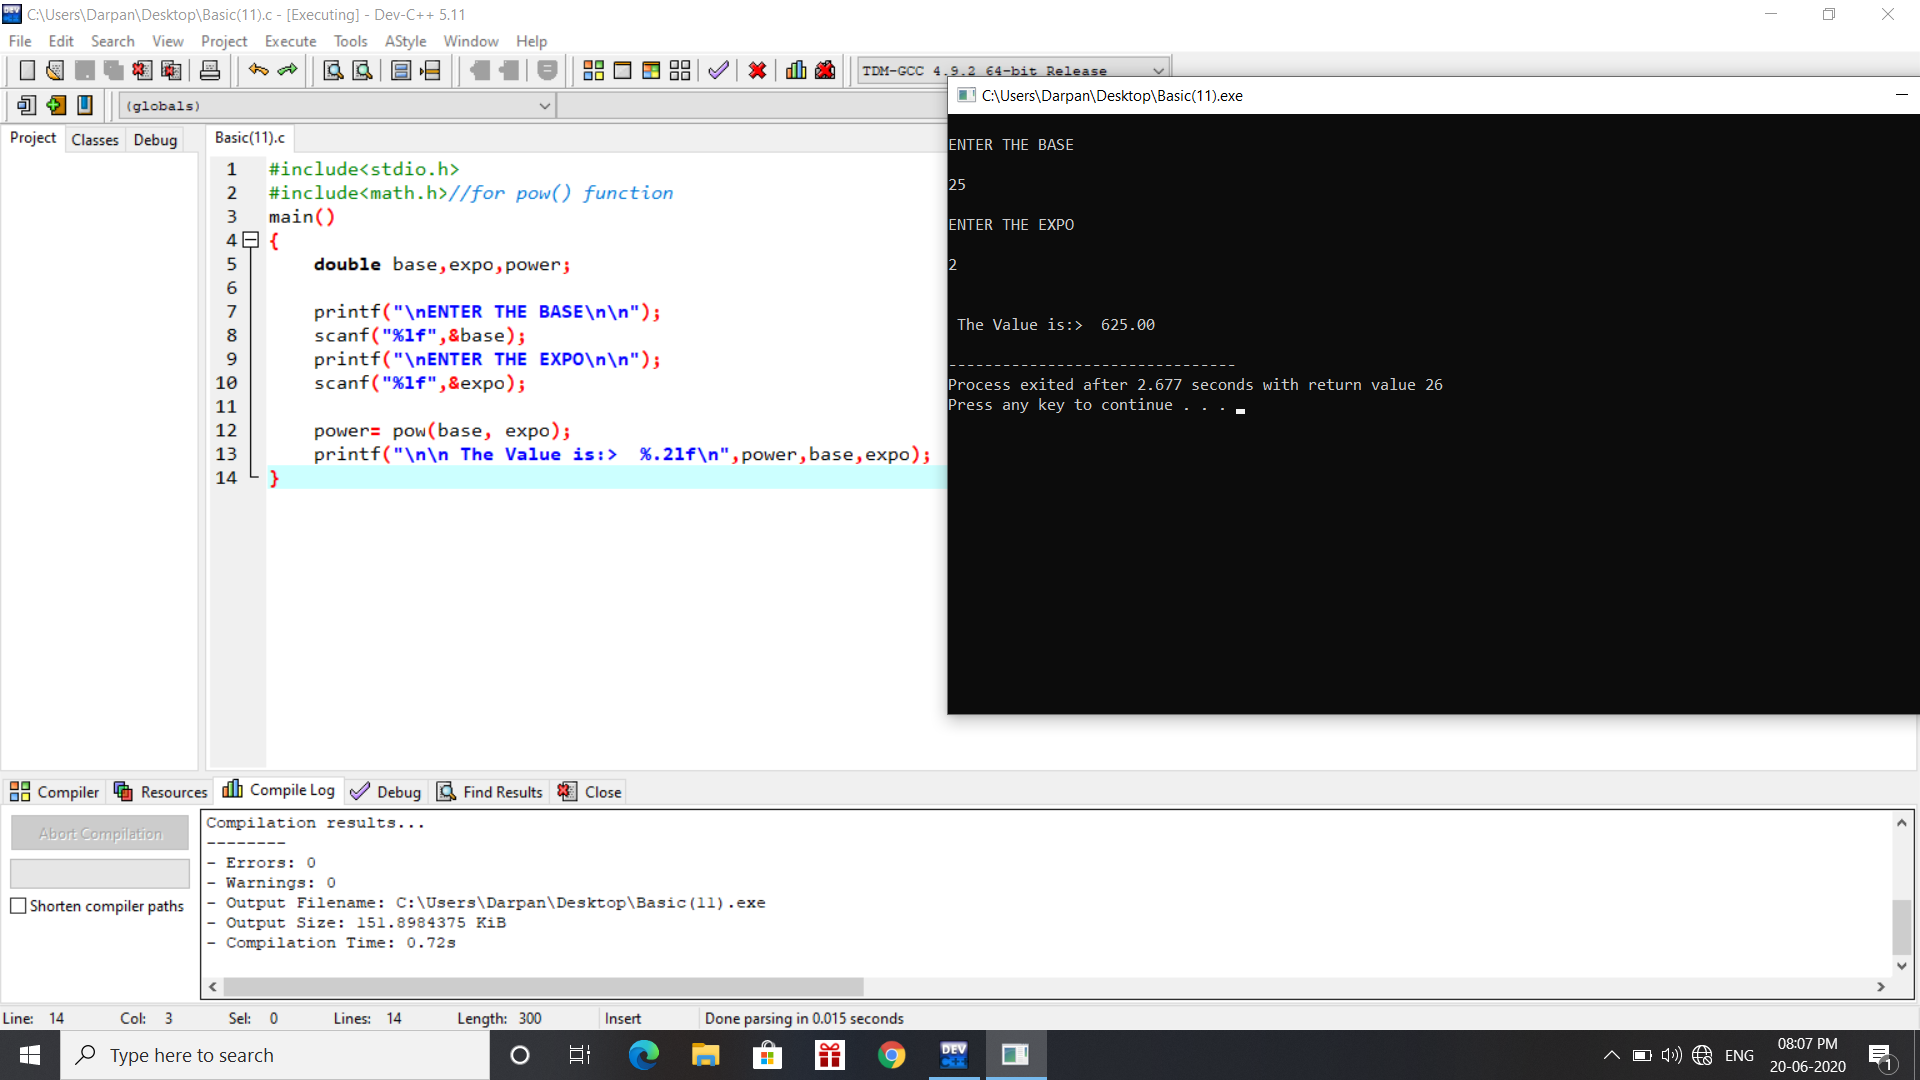 C:\Users\Darpan\Desktop\Basic(11).c - [Executing] - Dev-C++ 5.11
File Edit Search View Project Execute Tools AStyle Window Help
TDM-GCC 4.9.2 64-bit Release
(globals)
Project Classes Debug
Basic(11).c
1 #include<stdio.h>
2 #include<math.h>//for pow() function
3 main()
4 {
5 double base,expo,power;
6
7 printf("\nENTER THE BASE\n\n");
8 scanf("%lf",&base);
9 printf("\nENTER THE EXPO\n\n");
10 scanf("%lf",&expo);
11
12 power= pow(base, expo);
13 printf("\n\n The Value is:>  %.2lf\n",power,base,expo);
14 }
C:\Users\Darpan\Desktop\Basic(11).exe
ENTER THE BASE
25
ENTER THE EXPO
2
The Value is:>  625.00
--------------------------------
Process exited after 2.677 seconds with return value 26
Press any key to continue . . .
Compiler Resources Compile Log Debug Find Results Close
Abort Compilation
Shorten compiler paths
Compilation results...
--------
- Errors: 0
- Warnings: 0
- Output Filename: C:\Users\Darpan\Desktop\Basic(11).exe
- Output Size: 151.8984375 KiB
- Compilation Time: 0.72s
Line: 14 Col: 3 Sel: 0 Lines: 14 Length: 300 Insert Done parsing in 0.015 seconds
Type here to search
DEV C++
ENG
08:07 PM
20-06-2020
1